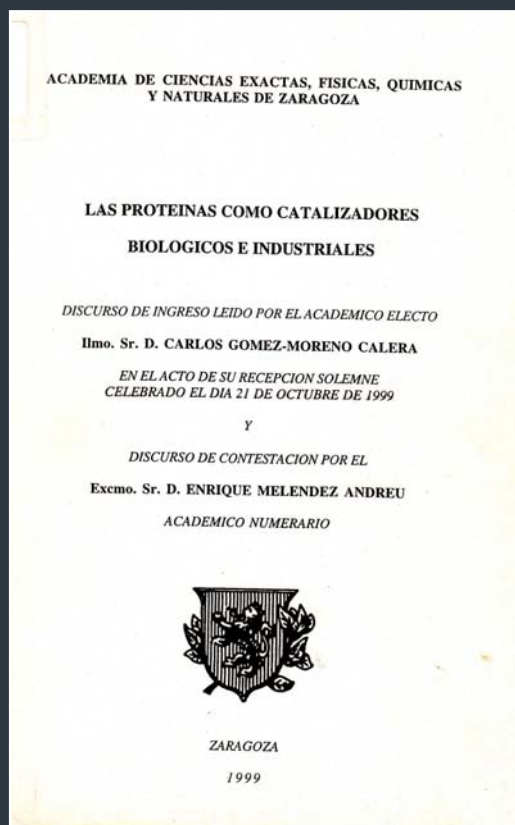 ACADEMIA DE CIENCIAS EXACTAS, FISICAS, QUIMICAS
Y NATURALES DE ZARAGOZA
LAS PROTEINAS COMO CATALIZADORES
BIOLOGICOS E INDUSTRIALES
DISCURSO DE INGRESO LEIDO POR EL ACADEMICO ELECTO
Ilmo. Sr. D. CARLOS GOMEZ-MORENO CALERA
EN EL ACTO DE SU RECEPCION SOLEMNE
CELEBRADO EL DIA 21 DE OCTUBRE DE 1999
Y
DISCURSO DE CONTESTACION POR EL
Excmo. Sr. D. ENRIQUE MELENDEZ ANDREU
ACADEMICO NUMERARIO
ZARAGOZA
1999